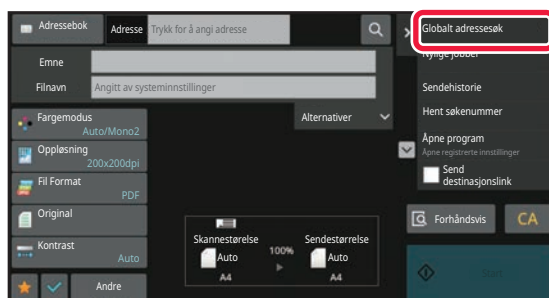 Adressebok
Adresse
Trykk for å angi adresse
Globalt adressesøk
Nylige jobber
Emne
Filnavn
Angitt av systeminnstillinger
Sendehistorie
Hent søkenummer
Fargemodus
Auto/Mono2
Alternativer
Åpne program
Åpne registrerte innstillinger
Oppløsning
200x200dpi
Send
destinasjonslink
Fil Format
PDF
Original
Forhåndsvis
CA
Kontrast
Auto
Skannestørelse
Auto
A4
100%
Sendestørrelse
Auto
A4
Andre
Start